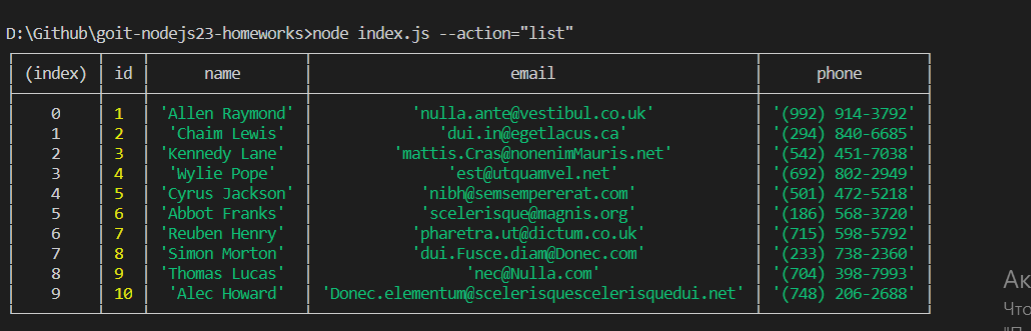 D:\Github\goit-nodejs23-homeworks>node index.js --action="list"
(index) id name email phone
0 1 'Allen Raymond' 'nulla.ante@vestibul.co.uk' '(992) 914-3792'
1 2 'Chaim Lewis' 'dui.in@egetlacus.ca' '(294) 840-6685'
2 3 'Kennedy Lane' 'mattis.Cras@nonenimMauris.net' '(542) 451-7038'
3 4 'Wylie Pope' 'est@utquamvel.net' '(692) 802-2949'
4 5 'Cyrus Jackson' 'nibh@semsempererat.com' '(501) 472-5218'
5 6 'Abbot Franks' 'scelerisque@magnis.org' '(186) 568-3720'
6 7 'Reuben Henry' 'pharetra.ut@dictum.co.uk' '(715) 598-5792'
7 8 'Simon Morton' 'dui.Fusce.diam@Donec.com' '(233) 738-2360'
8 9 'Thomas Lucas' 'nec@Nulla.com' '(704) 398-7993'
9 10 'Alec Howard' 'Donec.elementum@scelerisquescelerisquedui.net' '(748) 206-2688'
Ак
Что